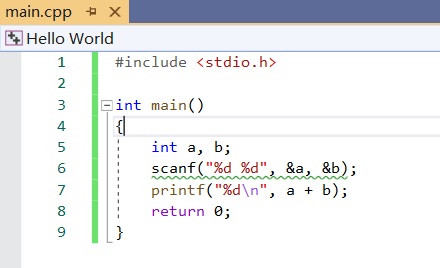 main.cpp
Hello World
1 #include <stdio.h>
2
3 int main()
4 {
5 int a, b;
6 scanf("%d %d", &a, &b);
7 printf("%d\n", a + b);
8 return 0;
9 }